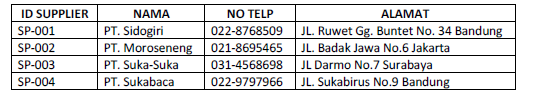 ID SUPPLIER NAMA NO TELP ALAMAT
SP-001 PT. Sidogiri 022-8768509 JL. Ruwet Gg. Buntet No. 34 Bandung
SP-002 PT. Moroseneng 021-8695465 JL. Badak Jawa No.6 Jakarta
SP-003 PT. Suka-Suka 031-4568698 JL Darmo No.7 Surabaya
SP-004 PT. Sukabaca 022-9797966 JL. Sukabirus No.9 Bandung